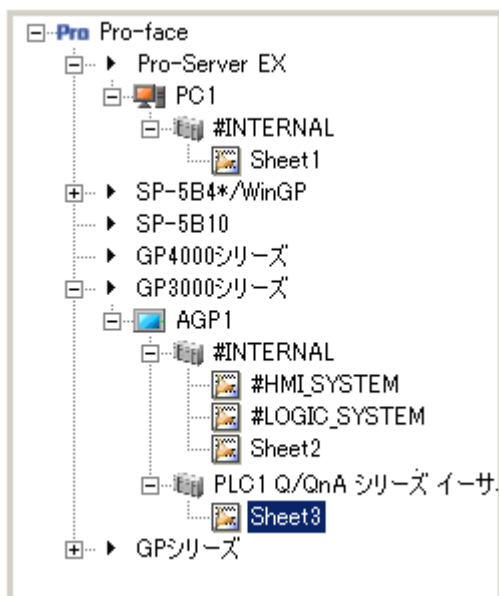 Pro Pro-face
Pro-Server EX
PC1
#INTERNAL
Sheet1
SP-5B4*/WinGP
SP-5B10
GP4000シリーズ
GP3000シリーズ
AGP1
#INTERNAL
#HMI_SYSTEM
#LOGIC_SYSTEM
Sheet2
PLC1 Q/QnA シリーズ イーサ
Sheet3
GPシリーズ